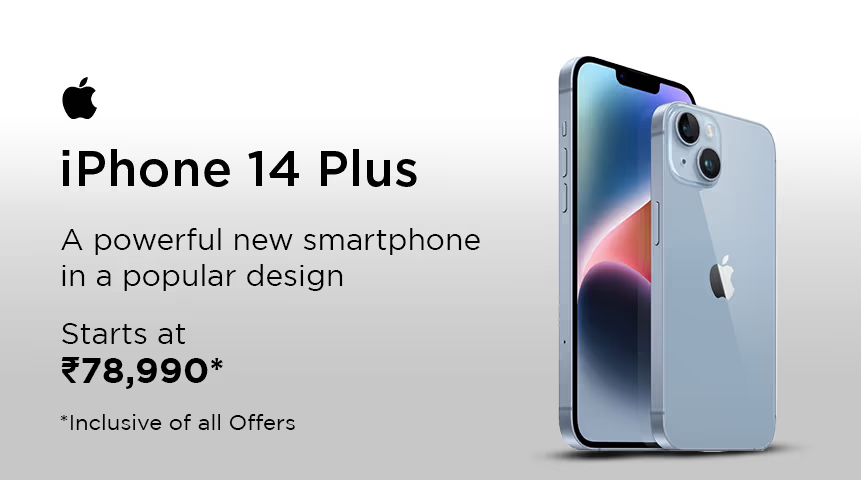 iPhone 14 Plus
A powerful new smartphone
in a popular design
Starts at
₹78,990*
*Inclusive of all Offers